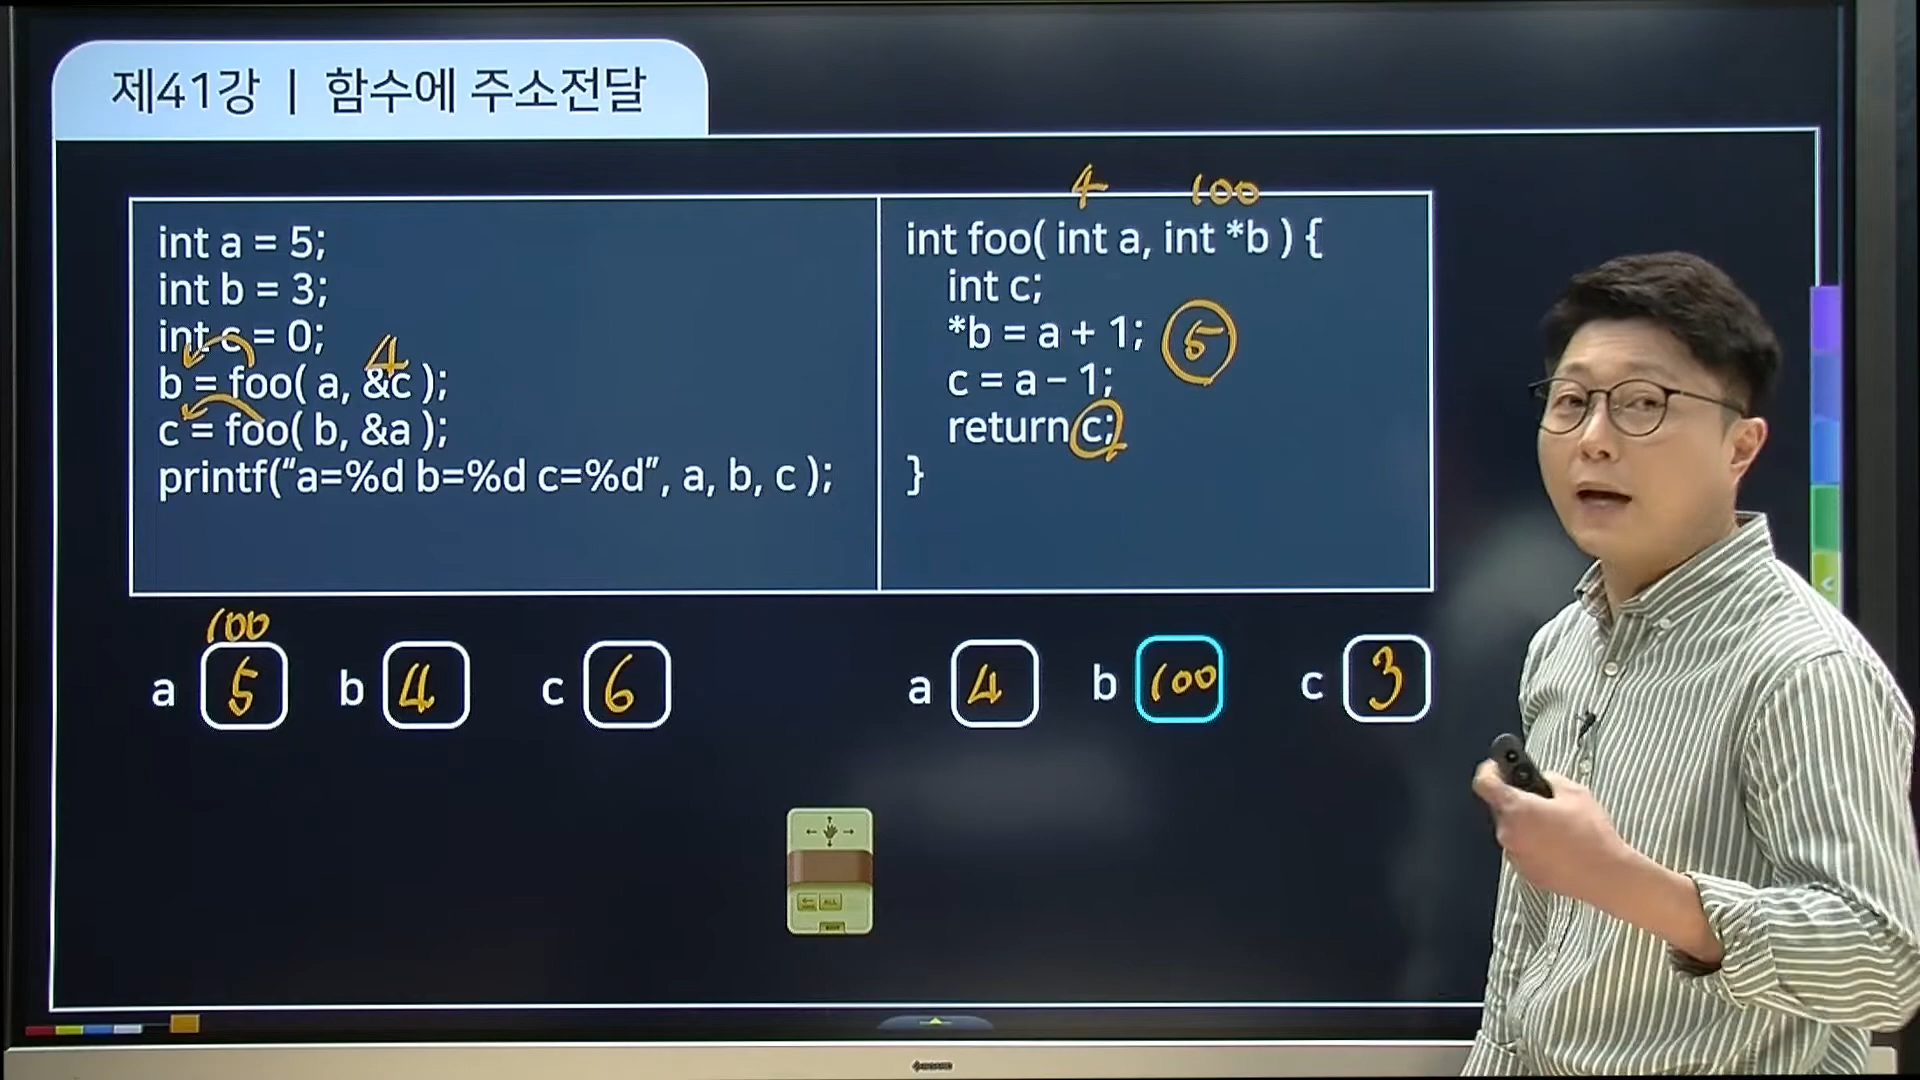 제41강 | 함수에 주소전달
int a = 5;
int b = 3;
int c = 0;
4
b = foo( a, &c );
c = foo( b, &a );
printf(“a=%d b=%d c=%d”, a, b, c );
4 100
int foo( int a, int *b ) {
int c;
*b = a + 1; 5
c = a – 1;
return c;
}
100
a 5 b 4 c 6
a 4 b 100 c 3
ALL